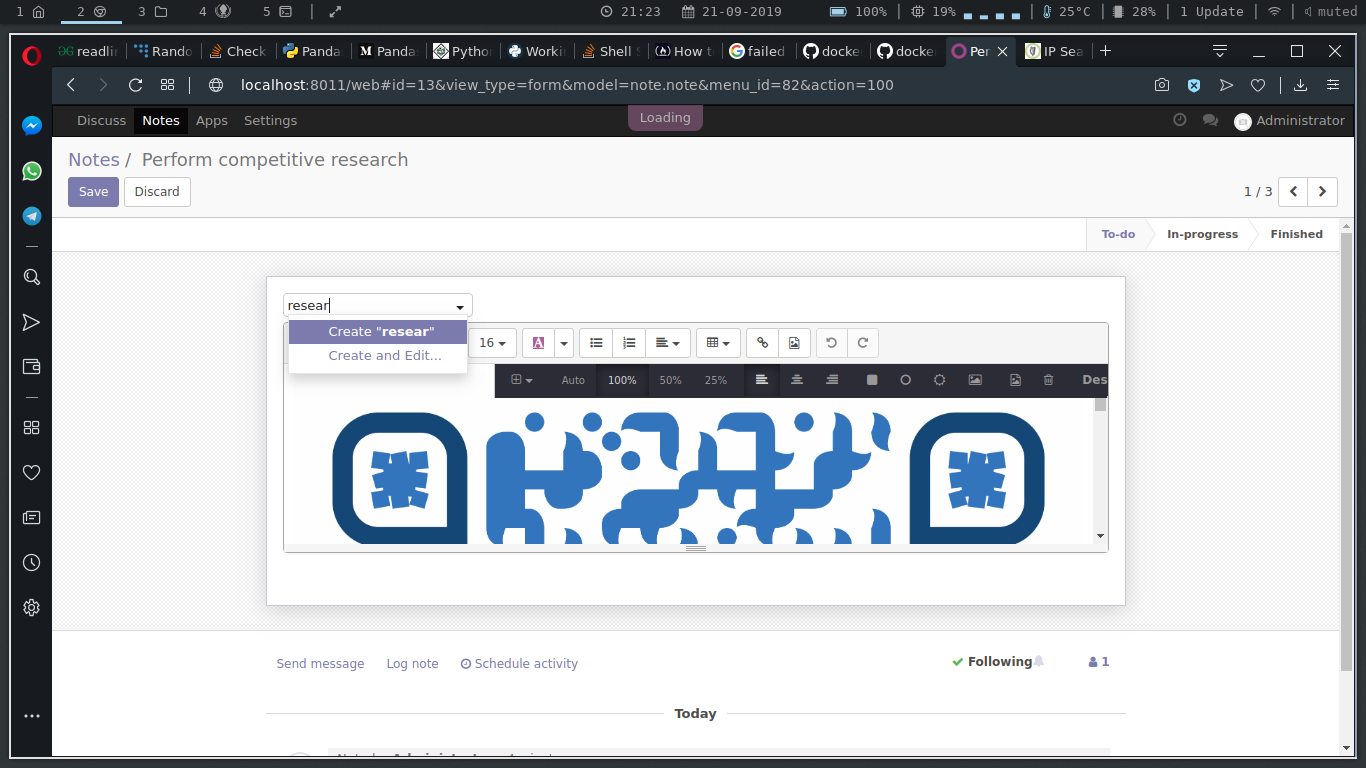 1 2 3 4 5 21:23 21-09-2019 100% 19% 25°C 28% 1 Update muted
readli Rando Check Panda Panda Pytho Worki Shell S How t failed docke docke Per IP Sea
localhost:8011/web#id=13&view_type=form&model=note.note&menu_id=82&action=100
Discuss Notes Apps Settings Loading Administrator
Notes / Perform competitive research
Save Discard 1 / 3
To-do In-progress Finished
resear
Create "resear" 16 A
Create and Edit...
Auto 100% 50% 25% Des
Send message Log note Schedule activity Following 1
Today